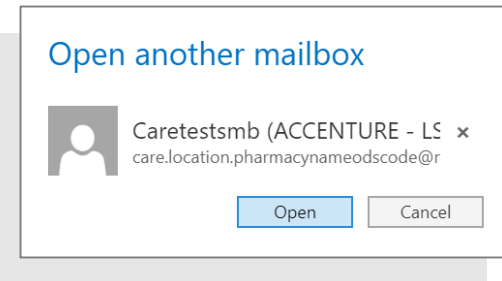 Open another mailbox
Caretestsmb (ACCENTURE - LS ×
care.location.pharmacynameodscode@r
Open Cancel